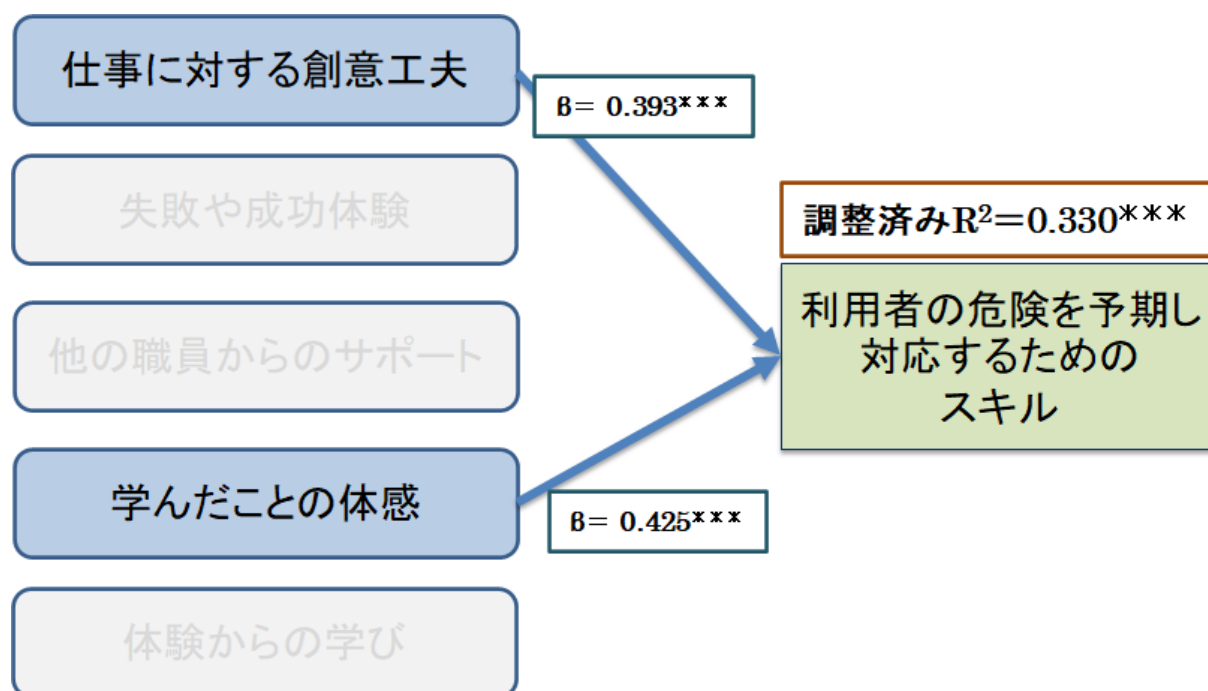 仕事に対する創意工夫
β= 0.393***
失敗や成功体験
調整済みR²=0.330***
他の職員からのサポート
利用者の危険を予期し
対応するための
スキル
学んだことの体感
β= 0.425***
体験からの学び